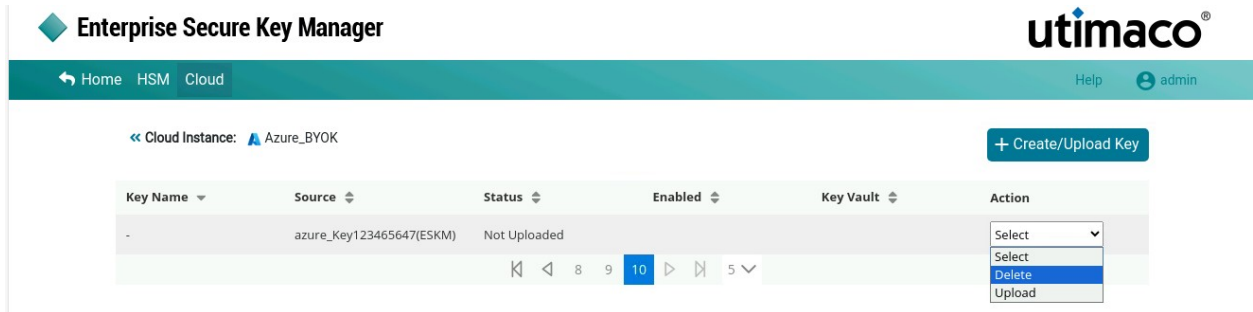 Enterprise Secure Key Manager
utimaco®
Home HSM Cloud Help admin
« Cloud Instance: Azure_BYOK
+ Create/Upload Key
Key Name Source Status Enabled Key Vault Action
- azure_Key123465647(ESKM) Not Uploaded Select
Select
Delete
Upload
8 9 10 5